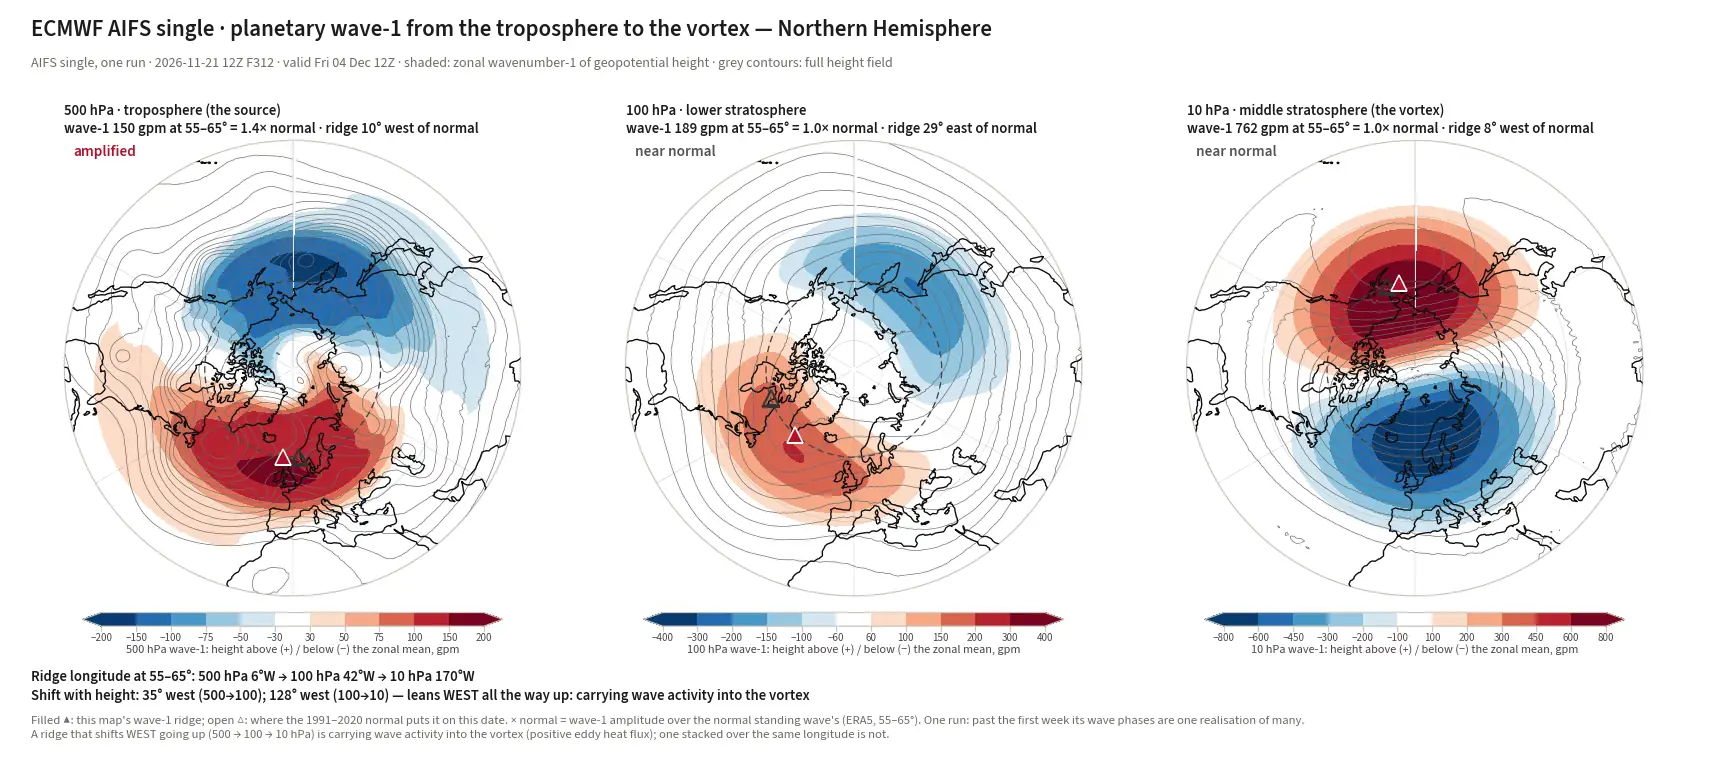 ECMWF AIFS single · planetary wave-1 from the troposphere to the vortex — Northern Hemisphere
AIFS single, one run · 2026-11-21 12Z F312 · valid Fri 04 Dec 12Z · shaded: zonal wavenumber-1 of geopotential height · grey contours: full height field
500 hPa · troposphere (the source)
wave-1 150 gpm at 55–65° = 1.4× normal · ridge 10° west of normal
amplified
100 hPa · lower stratosphere
wave-1 189 gpm at 55–65° = 1.0× normal · ridge 29° east of normal
near normal
10 hPa · middle stratosphere (the vortex)
wave-1 762 gpm at 55–65° = 1.0× normal · ridge 8° west of normal
near normal
−200 −150 −100 −75 −50 −30 30 50 75 100 150 200
500 hPa wave-1: height above (+) / below (−) the zonal mean, gpm
−400 −300 −200 −150 −100 −60 60 100 150 200 300 400
100 hPa wave-1: height above (+) / below (−) the zonal mean, gpm
−800 −600 −450 −300 −200 −100 100 200 300 450 600 800
10 hPa wave-1: height above (+) / below (−) the zonal mean, gpm
Ridge longitude at 55–65°: 500 hPa 6°W → 100 hPa 42°W → 10 hPa 170°W
Shift with height: 35° west (500→100); 128° west (100→10) — leans WEST all the way up: carrying wave activity into the vortex
Filled ▲: this map's wave-1 ridge; open △: where the 1991–2020 normal puts it on this date. × normal = wave-1 amplitude over the normal standing wave's (ERA5, 55–65°). One run: past the first week its wave phases are one realisation of many.
A ridge that shifts WEST going up (500 → 100 → 10 hPa) is carrying wave activity into the vortex (positive eddy heat flux); one stacked over the same longitude is not.